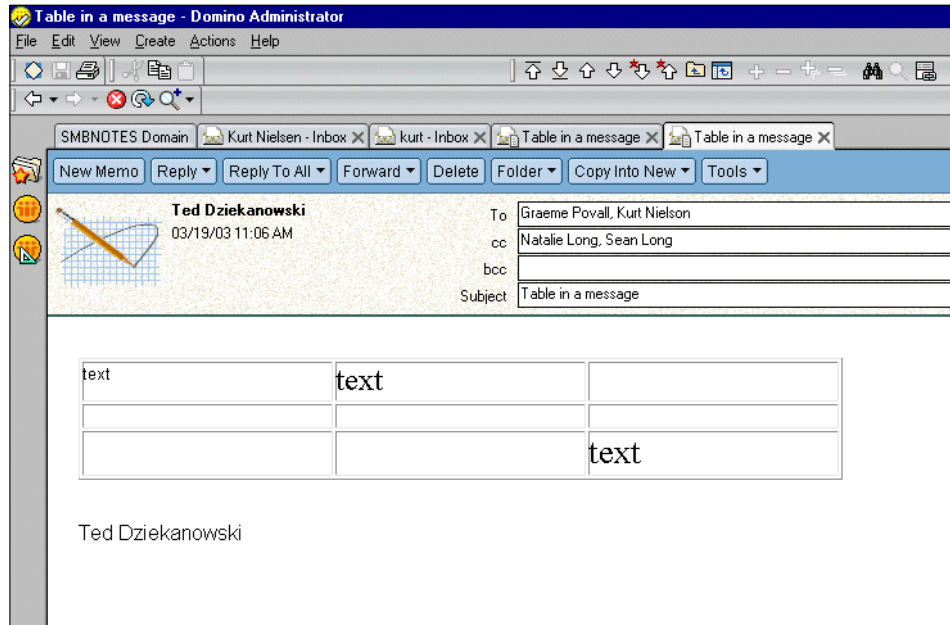 Table in a message - Domino Administrator
File Edit View Create Actions Help
SMBNOTES Domain Kurt Nielsen - Inbox kurt - Inbox Table in a message Table in a message
New Memo Reply Reply To All Forward Delete Folder Copy Into New Tools
Ted Dziekanowski
03/19/03 11:06 AM
To Graeme Povall, Kurt Nielson
cc Natalie Long, Sean Long
bcc
Subject Table in a message
text text
text
Ted Dziekanowski